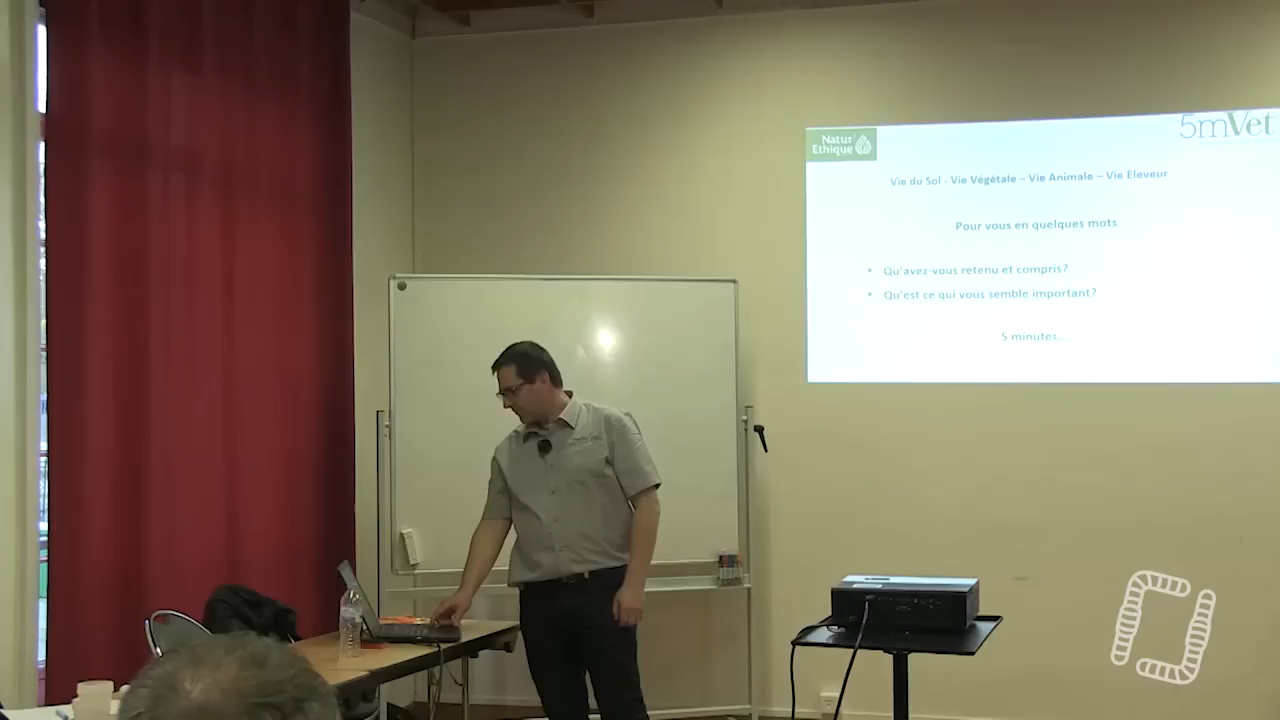 Natur'
Ethique
5mVet
Vie du Sol - Vie Végétale – Vie Animale – Vie Eleveur
Pour vous en quelques mots
• Qu'avez-vous retenu et compris?
• Qu'est ce qui vous semble important?
5 minutes...